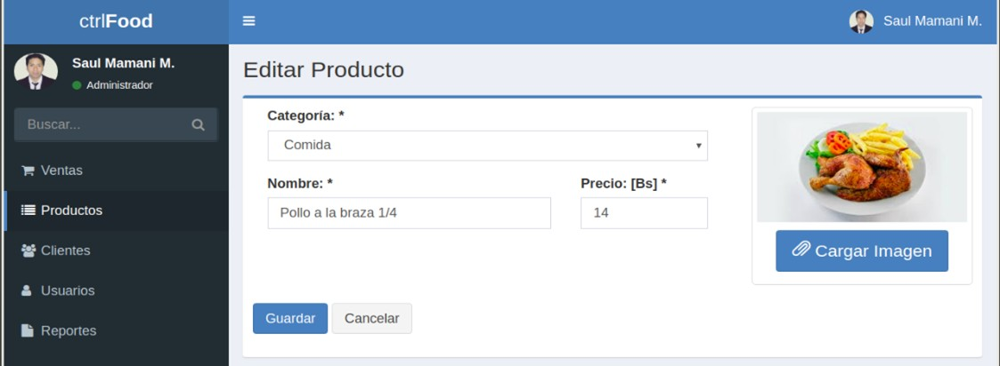 ctrlFood
Saul Mamani M.
Saul Mamani M.
Administrador
Buscar...
Ventas
Productos
Clientes
Usuarios
Reportes
Editar Producto
Categoría: *
Comida
Nombre: *
Precio: [Bs] *
Pollo a la braza 1/4
14
Cargar Imagen
Guardar
Cancelar